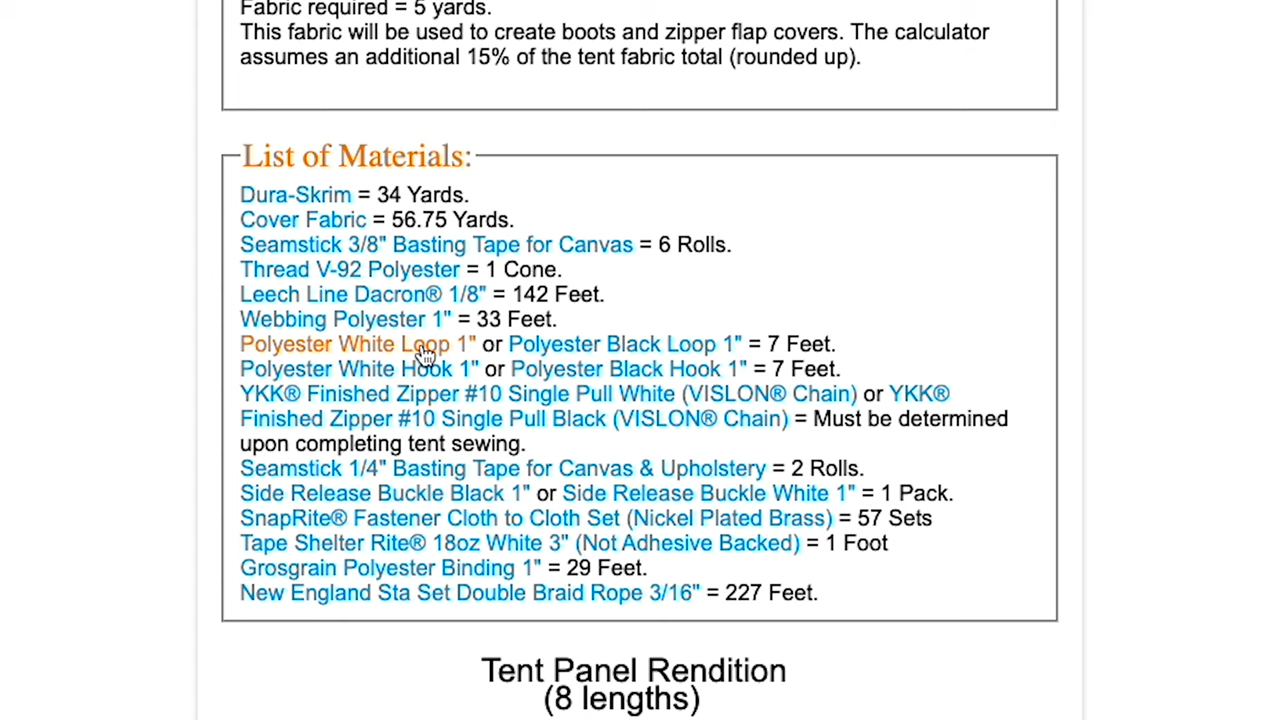 Fabric required = 5 yards.
This fabric will be used to create boots and zipper flap covers. The calculator
assumes an additional 15% of the tent fabric total (rounded up).
List of Materials:
Dura-Skrim = 34 Yards.
Cover Fabric = 56.75 Yards.
Seamstick 3/8" Basting Tape for Canvas = 6 Rolls.
Thread V-92 Polyester = 1 Cone.
Leech Line Dacron® 1/8" = 142 Feet.
Webbing Polyester 1" = 33 Feet.
Polyester White Loop 1" or Polyester Black Loop 1" = 7 Feet.
Polyester White Hook 1" or Polyester Black Hook 1" = 7 Feet.
YKK® Finished Zipper #10 Single Pull White (VISLON® Chain) or YKK®
Finished Zipper #10 Single Pull Black (VISLON® Chain) = Must be determined
upon completing tent sewing.
Seamstick 1/4" Basting Tape for Canvas & Upholstery = 2 Rolls.
Side Release Buckle Black 1" or Side Release Buckle White 1" = 1 Pack.
SnapRite® Fastener Cloth to Cloth Set (Nickel Plated Brass) = 57 Sets
Tape Shelter Rite® 18oz White 3" (Not Adhesive Backed) = 1 Foot
Grosgrain Polyester Binding 1" = 29 Feet.
New England Sta Set Double Braid Rope 3/16" = 227 Feet.
Tent Panel Rendition
(8 lengths)